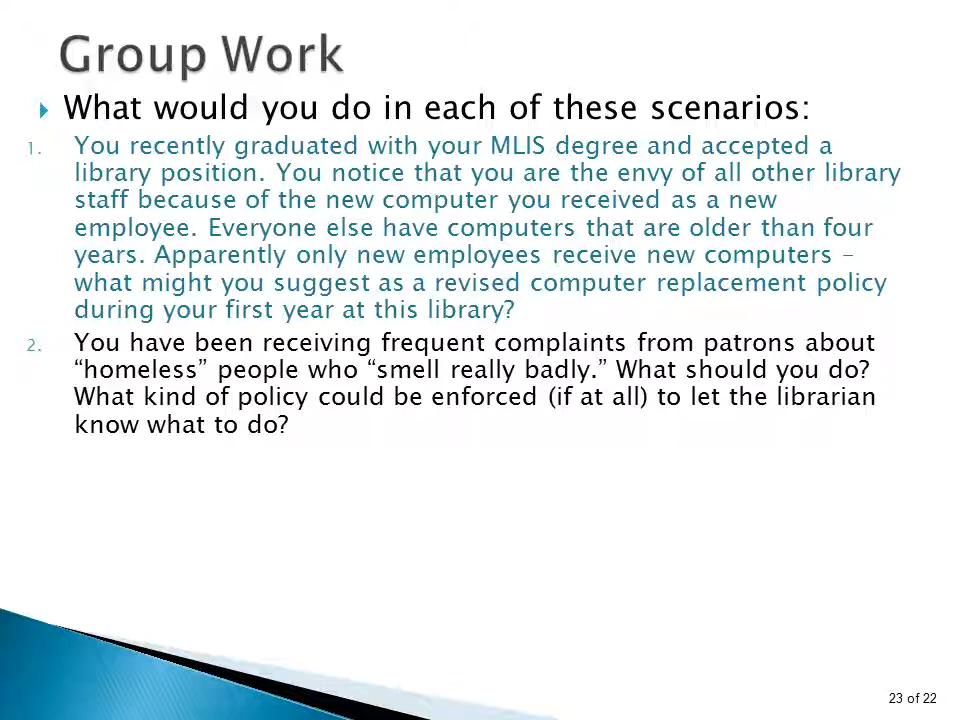 Group Work
What would you do in each of these scenarios:
1. You recently graduated with your MLIS degree and accepted a
library position. You notice that you are the envy of all other library
staff because of the new computer you received as a new
employee. Everyone else have computers that are older than four
years. Apparently only new employees receive new computers –
what might you suggest as a revised computer replacement policy
during your first year at this library?
2. You have been receiving frequent complaints from patrons about
“homeless” people who “smell really badly.” What should you do?
What kind of policy could be enforced (if at all) to let the librarian
know what to do?
23 of 22